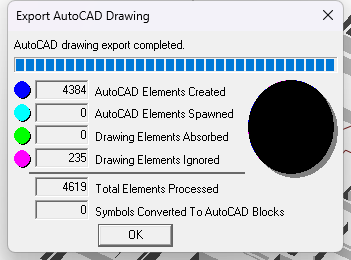 Export AutoCAD Drawing
AutoCAD drawing export completed.
4384 AutoCAD Elements Created
0 AutoCAD Elements Spawned
0 Drawing Elements Absorbed
235 Drawing Elements Ignored
4619 Total Elements Processed
0 Symbols Converted To AutoCAD Blocks
OK